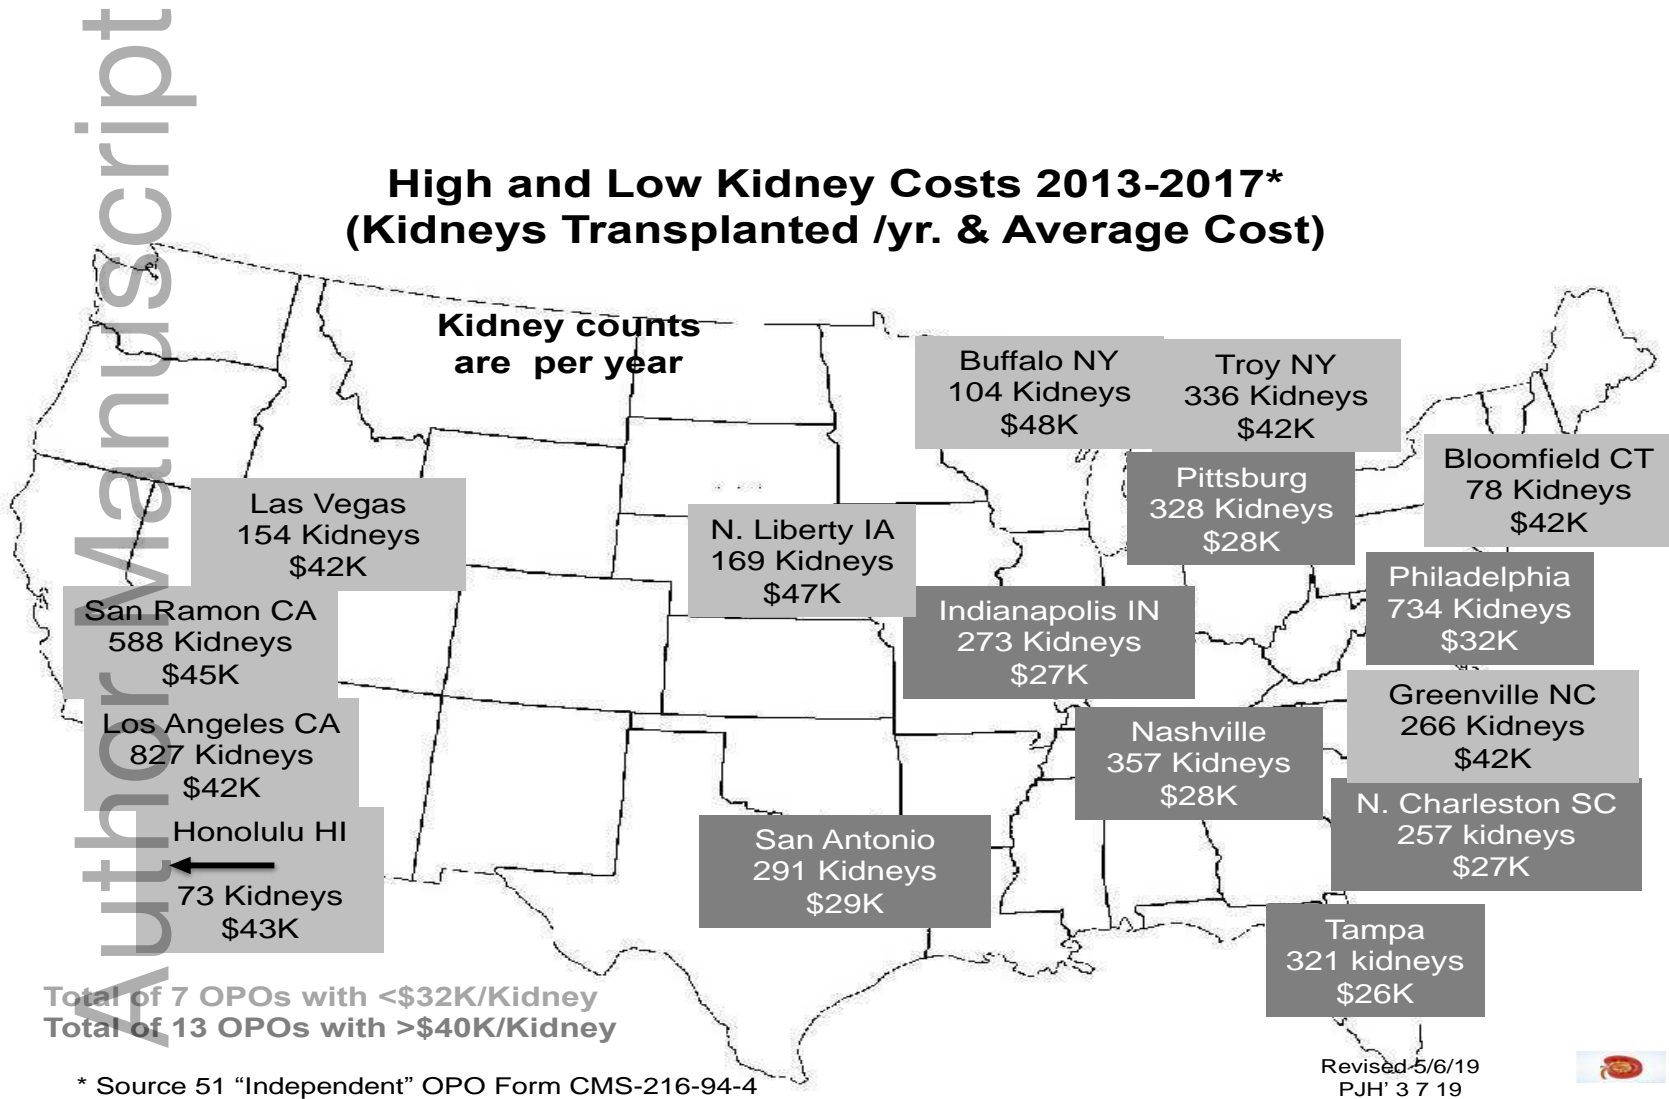 Author Manuscript
High and Low Kidney Costs 2013-2017*
(Kidneys Transplanted /yr. & Average Cost)
Kidney counts
are per year
Buffalo NY
104 Kidneys
$48K
Troy NY
336 Kidneys
$42K
Bloomfield CT
78 Kidneys
$42K
Pittsburg
328 Kidneys
$28K
Las Vegas
154 Kidneys
$42K
N. Liberty IA
169 Kidneys
$47K
Philadelphia
734 Kidneys
$32K
San Ramon CA
588 Kidneys
$45K
Indianapolis IN
273 Kidneys
$27K
Greenville NC
266 Kidneys
$42K
Los Angeles CA
827 Kidneys
$42K
Nashville
357 Kidneys
$28K
N. Charleston SC
257 kidneys
$27K
Honolulu HI
73 Kidneys
$43K
San Antonio
291 Kidneys
$29K
Tampa
321 kidneys
$26K
Total of 7 OPOs with <$32K/Kidney
Total of 13 OPOs with >$40K/Kidney
* Source 51 “Independent” OPO Form CMS-216-94-4
Revised 5/6/19
PJH’ 3 7 19